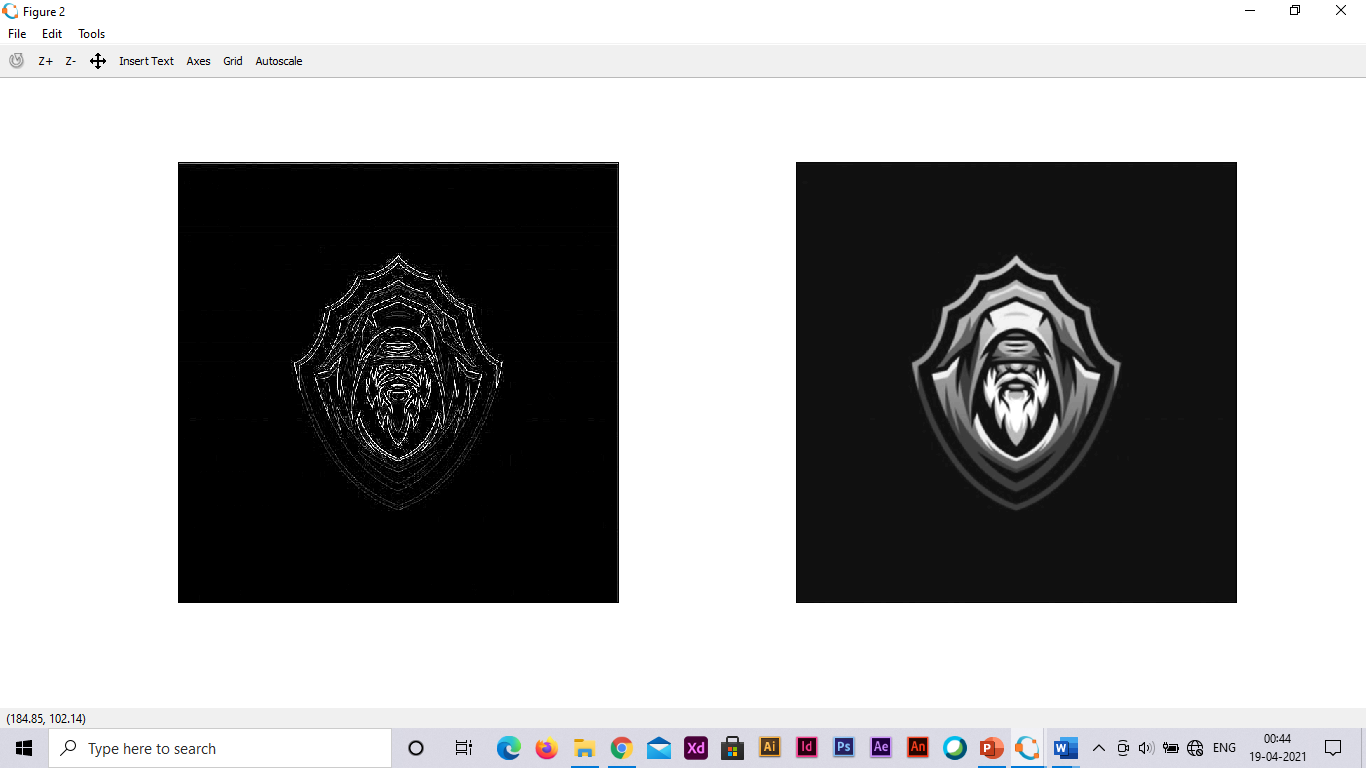 Figure 2
File Edit Tools
Z+ Z- Insert Text Axes Grid Autoscale
(184.85, 102.14)
Type here to search
Xd Ai Id Ps Ae An P W ENG
00:44
19-04-2021